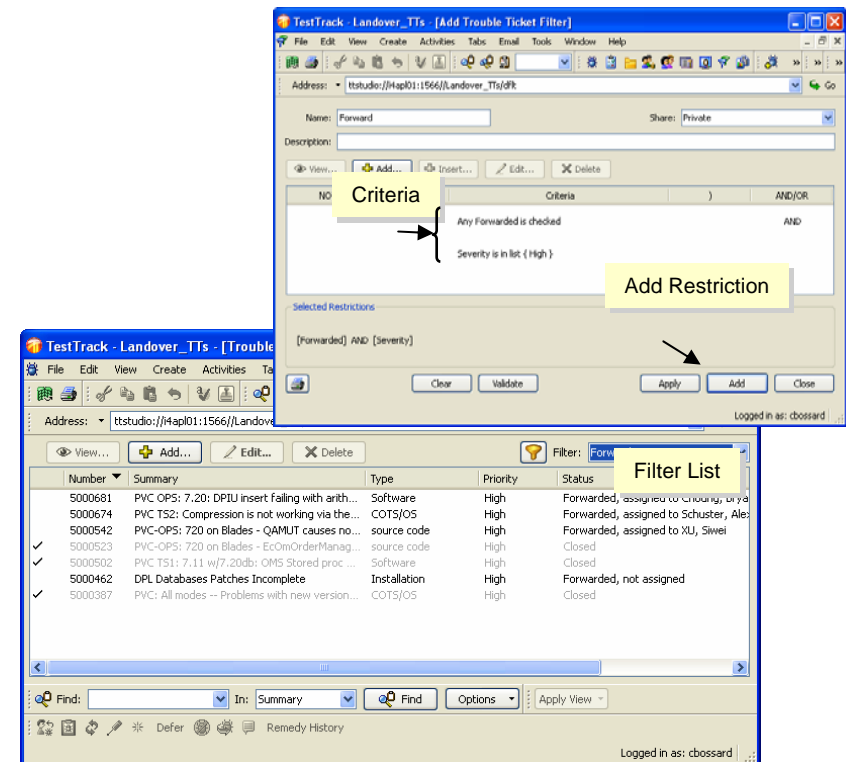 TestTrack - Landover_TTs - [Add Trouble Ticket Filter]
File Edit View Create Activities Tabs Email Tools Window Help
Address: ttstudio://i4apl01:1566//Landover_TTs/dflt
Go
Name: Forward
Share: Private
Description:
View... Add... Insert... Edit... Delete
Criteria
NO
Criteria ) AND/OR
Any Forwarded is checked AND
Severity is in list { High }
Add Restriction
Selected Restrictions
[Forwarded] AND [Severity]
Clear Validate Apply Add Close
Logged in as: cbossard
TestTrack - Landover_TTs - [Trouble
File Edit View Create Activities Ta
Address: ttstudio://i4apl01:1566//Landove
View... Add... Edit... Delete
Filter:
Filter List
Number Summary Type Priority Status
5000681 PVC OPS: 7.20: DPIU insert failing with arith... Software High Forwarded, assigned to Choung, Brya
5000674 PVC TS2: Compression is not working via the... COTS/OS High Forwarded, assigned to Schuster, Ale
5000542 PVC-OPS: 720 on Blades - QAMUT causes no... source code High Forwarded, assigned to XU, Siwei
5000523 PVC-OPS: 720 on Blades - EcOmOrderManag... source code High Closed
5000502 PVC TS1: 7.11 w/7.20db: OMS Stored proc ... Software High Closed
5000462 DPL Databases Patches Incomplete Installation High Forwarded, not assigned
5000387 PVC: All modes -- Problems with new version... COTS/OS High Closed
Find: In: Summary Find Options Apply View
Defer Remedy History
Logged in as: cbossard